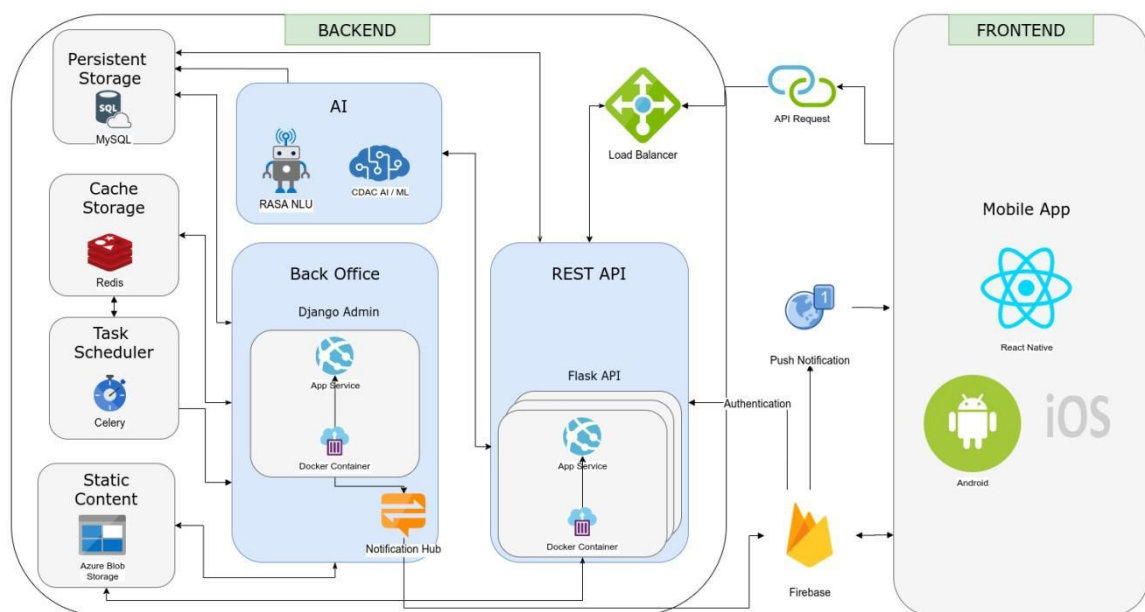 BACKEND
FRONTEND
Persistent
Storage
SQL
MySQL
AI
RASA NLU
CDAC AI / ML
Load Balancer
API Request
Cache
Storage
Redis
Back Office
Django Admin
App Service
Docker Container
Notification Hub
REST API
Flask API
App Service
Docker Container
Task
Scheduler
Celery
Static
Content
Azure Blob
Storage
1
Push Notification
Authentication
Firebase
Mobile App
React Native
iOS
Android